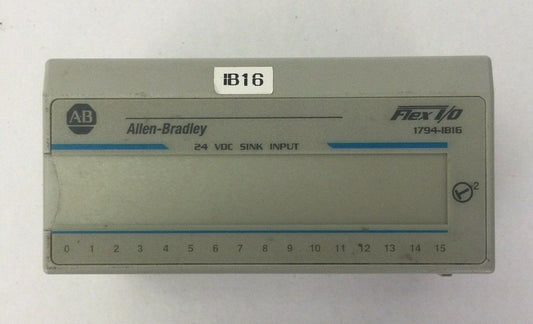 IB16
AB
Allen-Bradley
Flex I/O
1794-IB16
24 VDC SINK INPUT
2
0 1 2 3 4 5 6 7 8 9 10 11 12 13 14 15